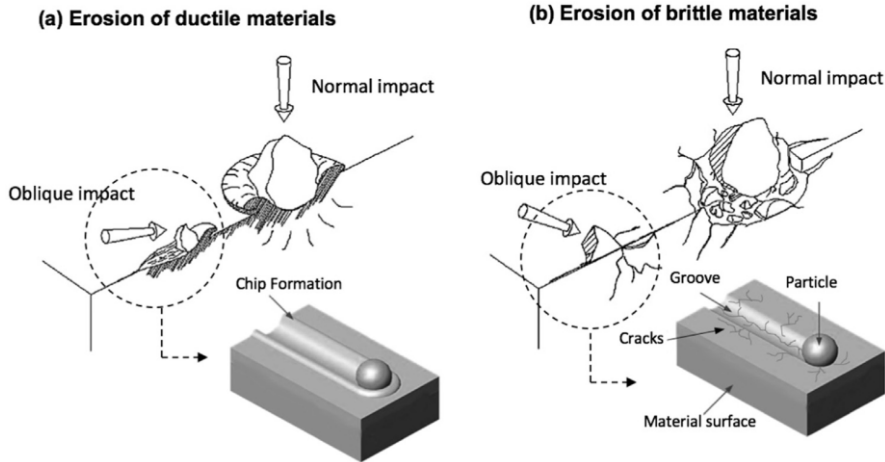 (a) Erosion of ductile materials
Normal impact
Oblique impact
Chip Formation
(b) Erosion of brittle materials
Normal impact
Oblique impact
Groove
Particle
Cracks
Material surface